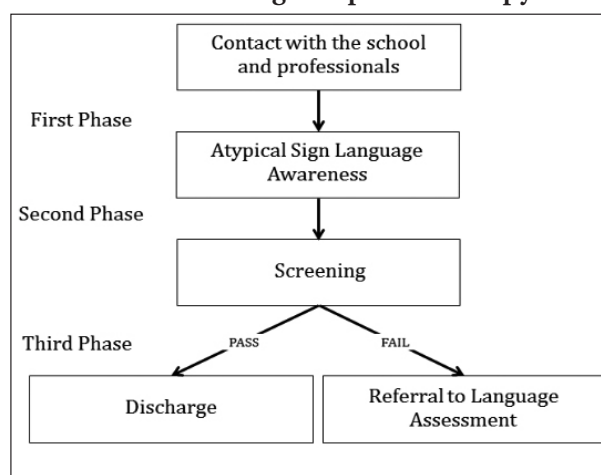 Contact with the school
and professionals
First Phase
Atypical Sign Language
Awareness
Second Phase
Screening
Third Phase
PASS
FAIL
Discharge
Referral to Language
Assessment